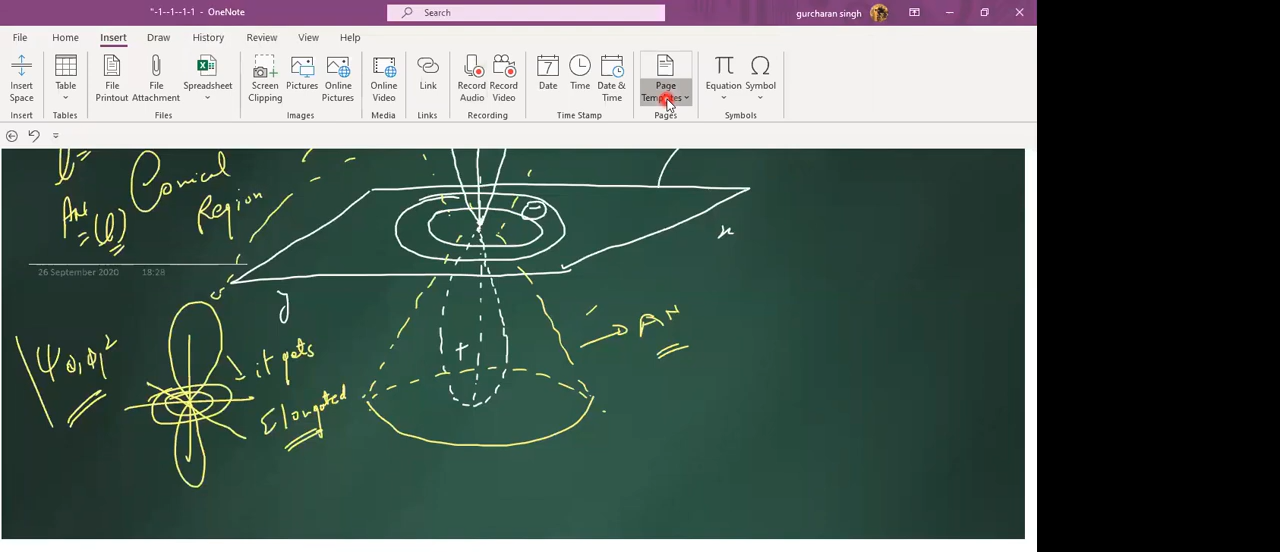 "-1--1--1-1 - OneNote
Search
gurcharan singh
File Home Insert Draw History Review View Help
Insert Space
Table
File Printout
File Attachment
Spreadsheet
Screen Clipping
Pictures
Online Pictures
Online Video
Link
Record Audio
Record Video
Date
Time
Date & Time
Page Templates
Equation
Symbol
Insert Tables Files Images Media Links Recording Time Stamp Pages Symbols
l
Conical
Region
AN
(l)
26 September 2020 18:28
x
y
-
+
AN
ψ θ,φ|²
it gets
Elongated